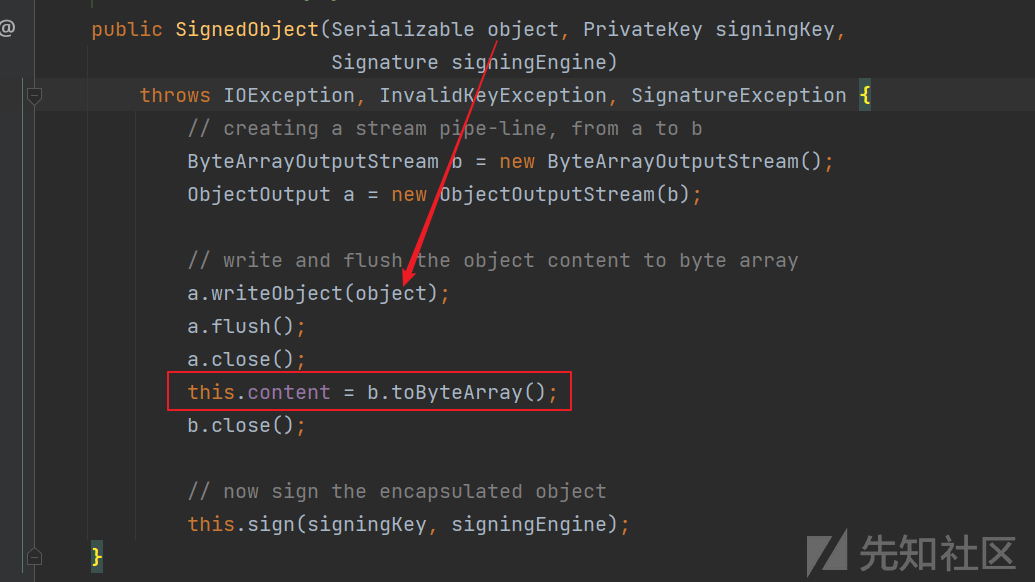 @
public SignedObject(Serializable object, PrivateKey signingKey,
Signature signingEngine)
throws IOException, InvalidKeyException, SignatureException {
// creating a stream pipe-line, from a to b
ByteArrayOutputStream b = new ByteArrayOutputStream();
ObjectOutput a = new ObjectOutputStream(b);
// write and flush the object content to byte array
a.writeObject(object);
a.flush();
a.close();
this.content = b.toByteArray();
b.close();
// now sign the encapsulated object
this.sign(signingKey, signingEngine);
}
先知社区